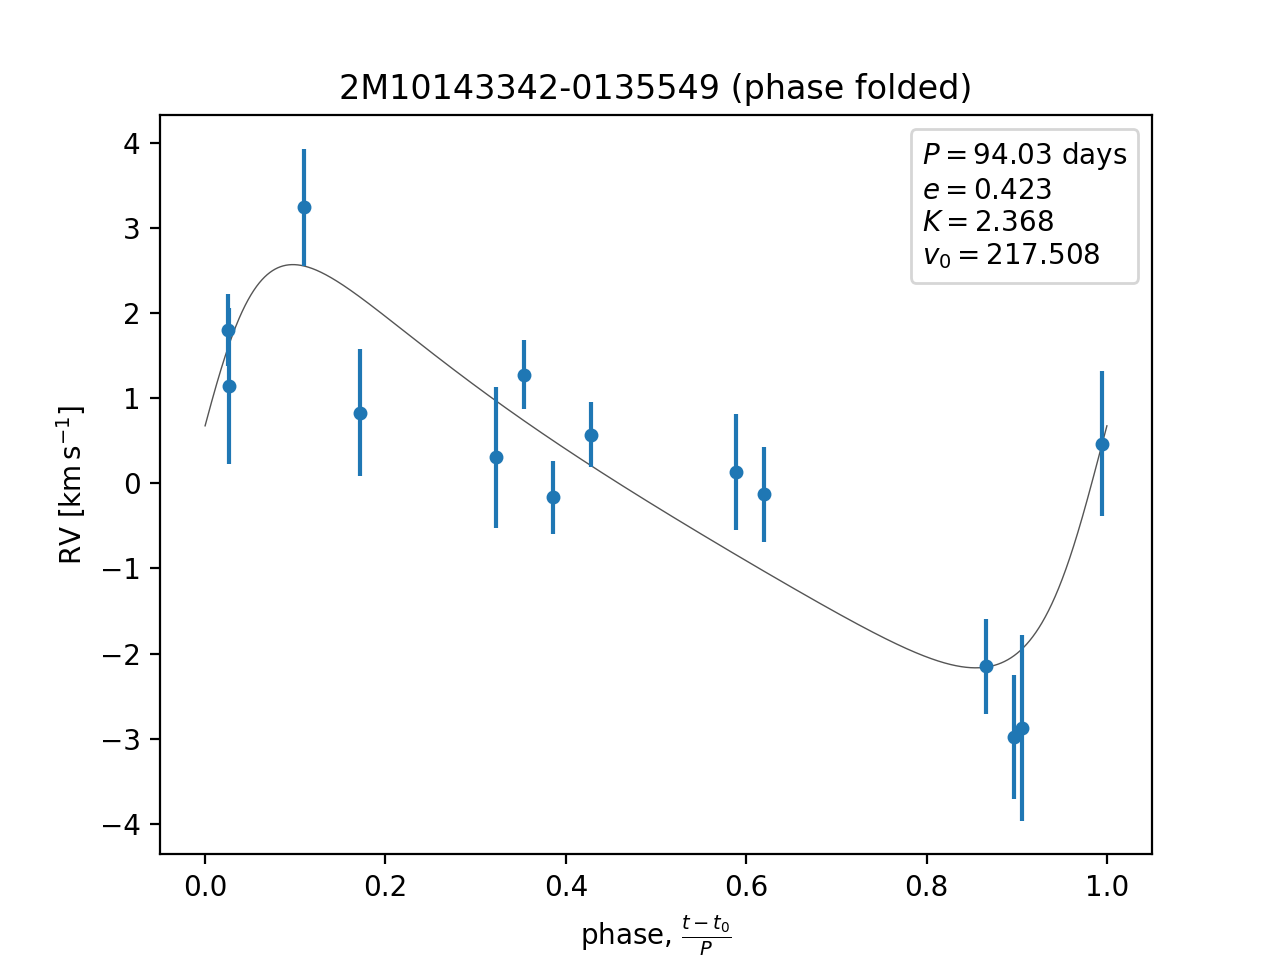 2M10143342-0135549 (phase folded)
P = 94.03 days
e = 0.423
K = 2.368
v₀ = 217.508
RV [km s⁻¹]
4
3
2
1
0
−1
−2
−3
−4
0.0 0.2 0.4 0.6 0.8 1.0
phase, (t − t₀)/P